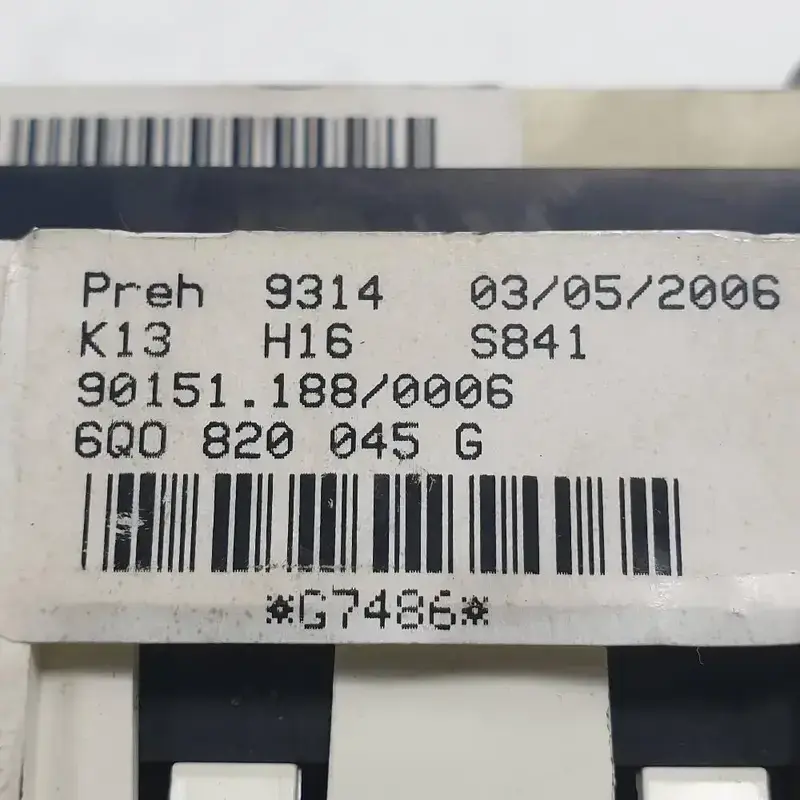 Preh 9314 03/05/2006
K13 H16 S841
90151.188/0006
6Q0 820 045 G
*G7486*